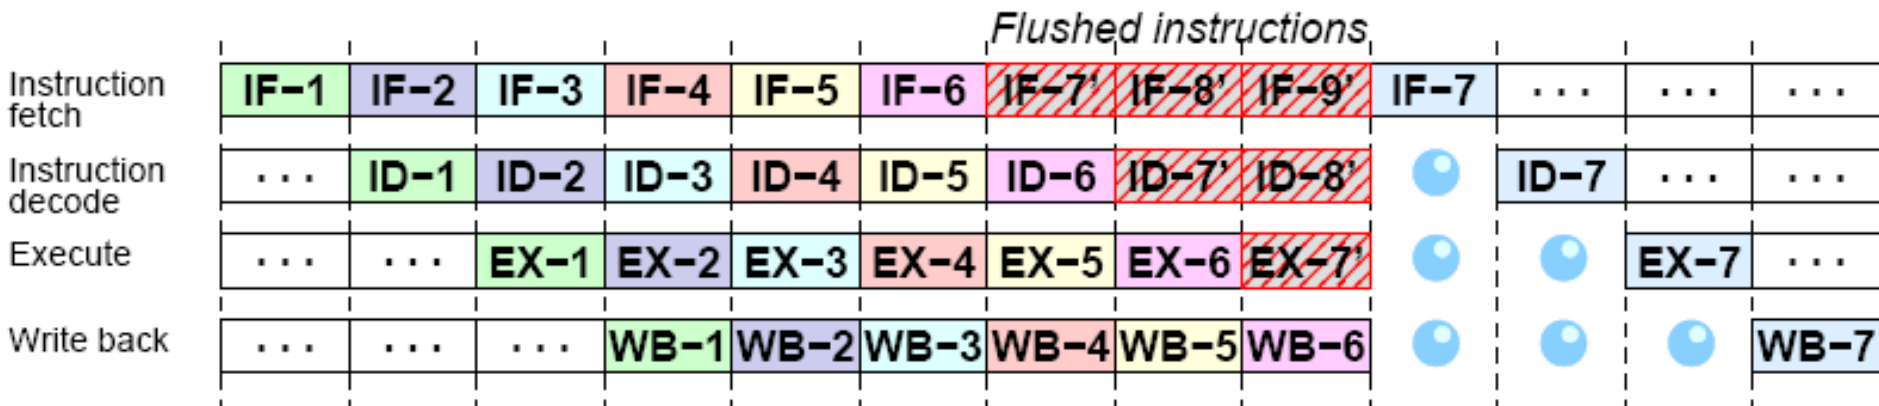 Flushed instructions
Instruction fetch IF−1 IF−2 IF−3 IF−4 IF−5 IF−6 IF−7' IF−8' IF−9' IF−7 ... ... ...
Instruction decode ... ID−1 ID−2 ID−3 ID−4 ID−5 ID−6 ID−7' ID−8' ID−7 ... ...
Execute ... ... EX−1 EX−2 EX−3 EX−4 EX−5 EX−6 EX−7' EX−7 ...
Write back ... ... ... WB−1 WB−2 WB−3 WB−4 WB−5 WB−6 WB−7